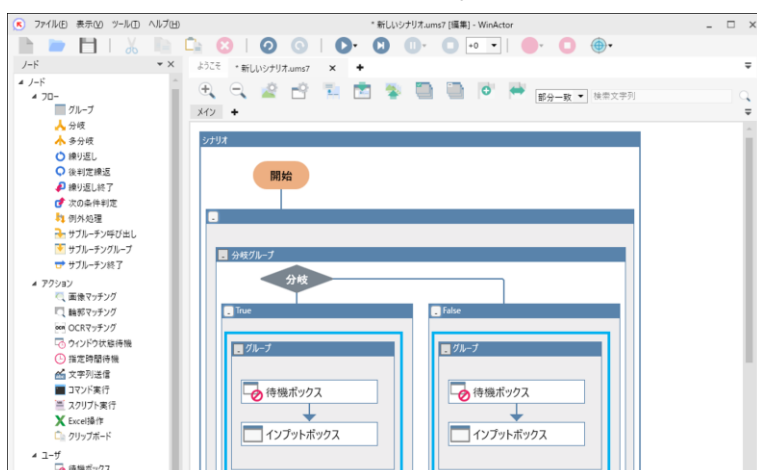 ファイル(F) 表示(V) ツール(T) ヘルプ(H)
* 新しいシナリオ.ums7 [編集] - WinActor
+0
ノード
ようこそ
* 新しいシナリオ.ums7
部分一致
検索文字列
メイン
ノード
フロー
グループ
分岐
多分岐
繰り返し
後判定繰返
繰り返し終了
次の条件判定
例外処理
サブルーチン呼び出し
サブルーチングループ
サブルーチン終了
アクション
画像マッチング
輪郭マッチング
OCR OCRマッチング
ウィンドウ状態待機
指定時間待機
文字列送信
コマンド実行
スクリプト実行
Excel操作
クリップボード
ユーザ
待機ボックス
シナリオ
開始
分岐グループ
分岐
True
False
グループ
グループ
待機ボックス
待機ボックス
インプットボックス
インプットボックス